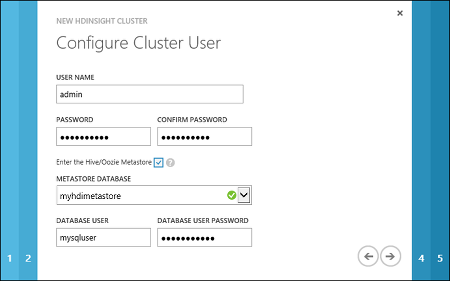 NEW HDINSIGHT CLUSTER
Configure Cluster User
USER NAME
admin
PASSWORD CONFIRM PASSWORD
●●●●●●●●●● ●●●●●●●●●●
Enter the Hive/Oozie Metastore ?
METASTORE DATABASE
myhdimetastore
DATABASE USER DATABASE USER PASSWORD
mysqluser ●●●●●●●●●●●
1 2 4 5